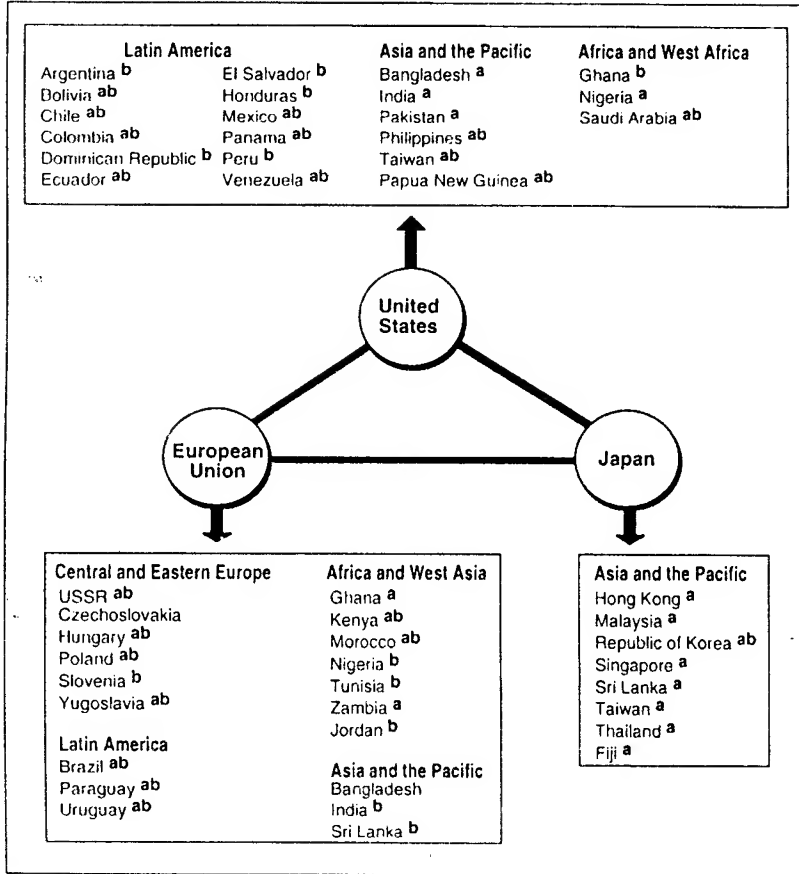 Latin America
Argentina b
Bolivia ab
Chile ab
Colombia ab
Dominican Republic b
Ecuador ab
El Salvador b
Honduras b
Mexico ab
Panama ab
Peru b
Venezuela ab
Asia and the Pacific
Bangladesh a
India a
Pakistan a
Philippines ab
Taiwan ab
Papua New Guinea ab
Africa and West Africa
Ghana b
Nigeria a
Saudi Arabia ab
United
States
European
Union
Japan
Central and Eastern Europe
USSR ab
Czechoslovakia
Hungary ab
Poland ab
Slovenia b
Yugoslavia ab
Latin America
Brazil ab
Paraguay ab
Uruguay ab
Africa and West Asia
Ghana a
Kenya ab
Morocco ab
Nigeria b
Tunisia b
Zambia a
Jordan b
Asia and the Pacific
Bangladesh
India b
Sri Lanka b
Asia and the Pacific
Hong Kong a
Malaysia a
Republic of Korea ab
Singapore a
Sri Lanka a
Taiwan a
Thailand a
Fiji a